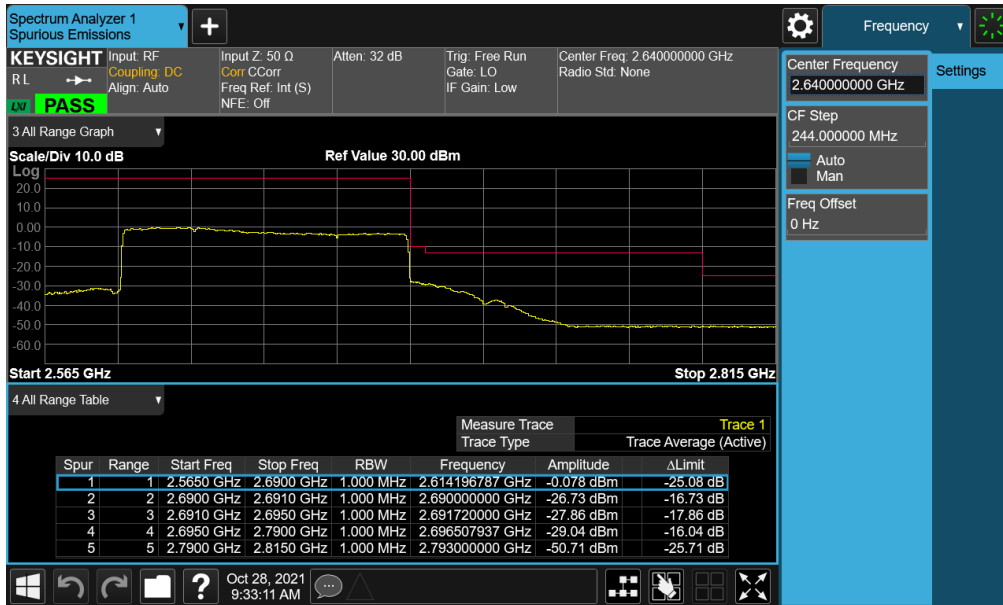 Spectrum Analyzer 1
Spurious Emissions
Frequency
KEYSIGHT
R L
LXI PASS
Input: RF
Coupling: DC
Align: Auto
Input Z: 50 Ω
Corr CCorr
Freq Ref: Int (S)
NFE: Off
Atten: 32 dB
Trig: Free Run
Gate: LO
IF Gain: Low
Center Freq: 2.640000000 GHz
Radio Std: None
Center Frequency
2.640000000 GHz
Settings
CF Step
244.000000 MHz
Auto
Man
Freq Offset
0 Hz
3 All Range Graph
Scale/Div 10.0 dB Ref Value 30.00 dBm
Log
20.0
10.0
0.00
-10.0
-20.0
-30.0
-40.0
-50.0
-60.0
Start 2.565 GHz Stop 2.815 GHz
4 All Range Table
Measure Trace Trace 1
Trace Type Trace Average (Active)
Spur Range Start Freq Stop Freq RBW Frequency Amplitude ΔLimit
1 1 2.5650 GHz 2.6900 GHz 1.000 MHz 2.614196787 GHz -0.078 dBm -25.08 dB
2 2 2.6900 GHz 2.6910 GHz 1.000 MHz 2.690000000 GHz -26.73 dBm -16.73 dB
3 3 2.6910 GHz 2.6950 GHz 1.000 MHz 2.691720000 GHz -27.86 dBm -17.86 dB
4 4 2.6950 GHz 2.7900 GHz 1.000 MHz 2.696507937 GHz -29.04 dBm -16.04 dB
5 5 2.7900 GHz 2.8150 GHz 1.000 MHz 2.793000000 GHz -50.71 dBm -25.71 dB
?
Oct 28, 2021
9:33:11 AM